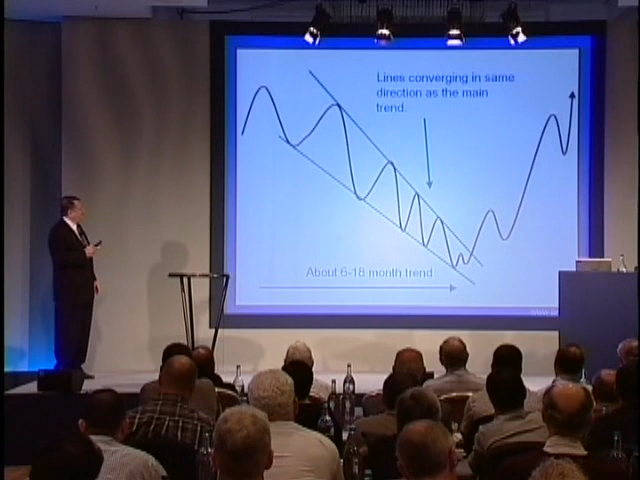 Lines converging in same
direction as the main
trend.
About 6-18 month trend